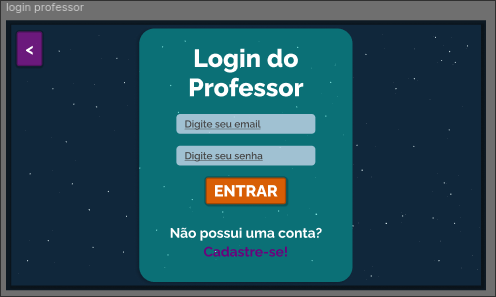 login professor
<
Login do
Professor
Digite seu email
Digite seu senha
ENTRAR
Não possui uma conta?
Cadastre-se!